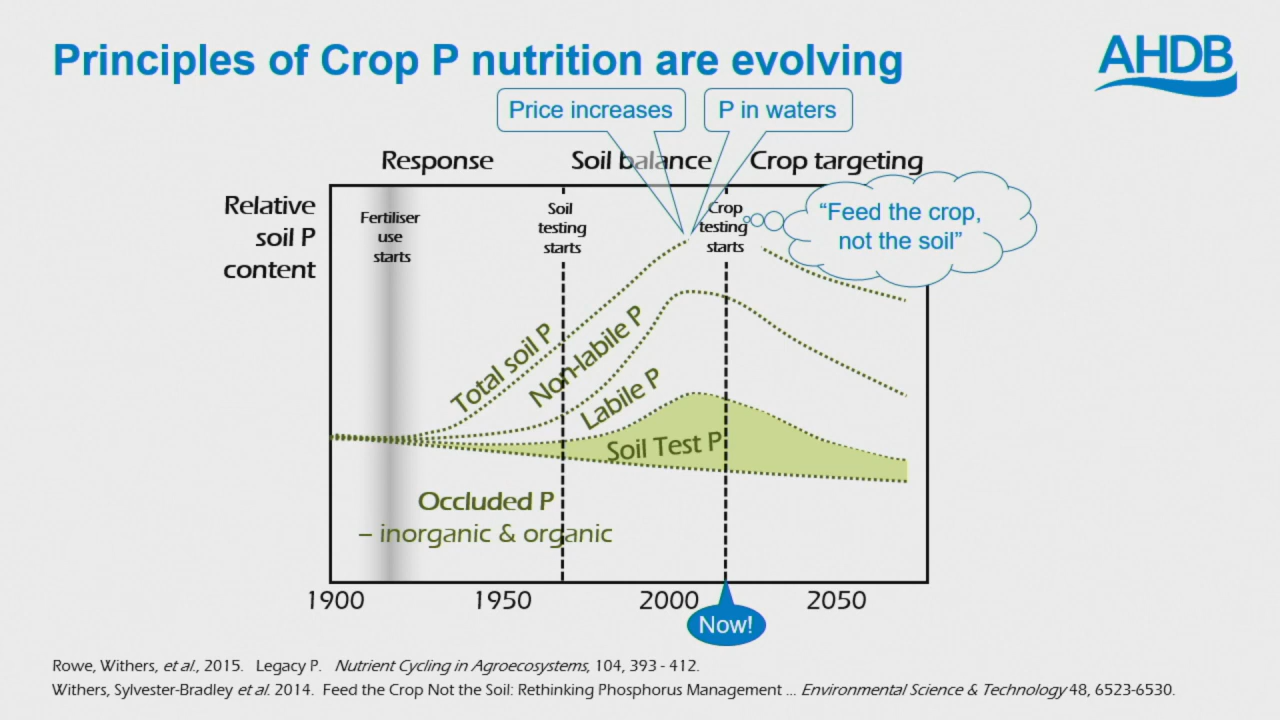 Principles of Crop P nutrition are evolving
AHDB
Price increases
P in waters
Response
Soil balance
Crop targeting
Relative
soil P
content
Fertiliser
use
starts
Soil
testing
starts
Crop
testing
starts
“Feed the crop,
not the soil”
Total soil P
Non-labile P
Labile P
Soil Test P
Occluded P
– inorganic & organic
1900
1950
2000
2050
Now!
Rowe, Withers, et al., 2015. Legacy P. Nutrient Cycling in Agroecosystems, 104, 393 - 412.
Withers, Sylvester-Bradley et al. 2014. Feed the Crop Not the Soil: Rethinking Phosphorus Management ... Environmental Science & Technology 48, 6523-6530.